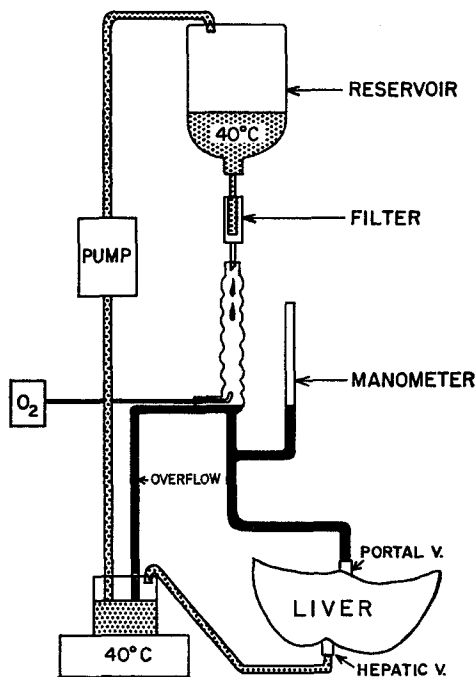 RESERVOIR
40°C
FILTER
PUMP
MANOMETER
O2
OVERFLOW
PORTAL V.
LIVER
40°C
HEPATIC V.